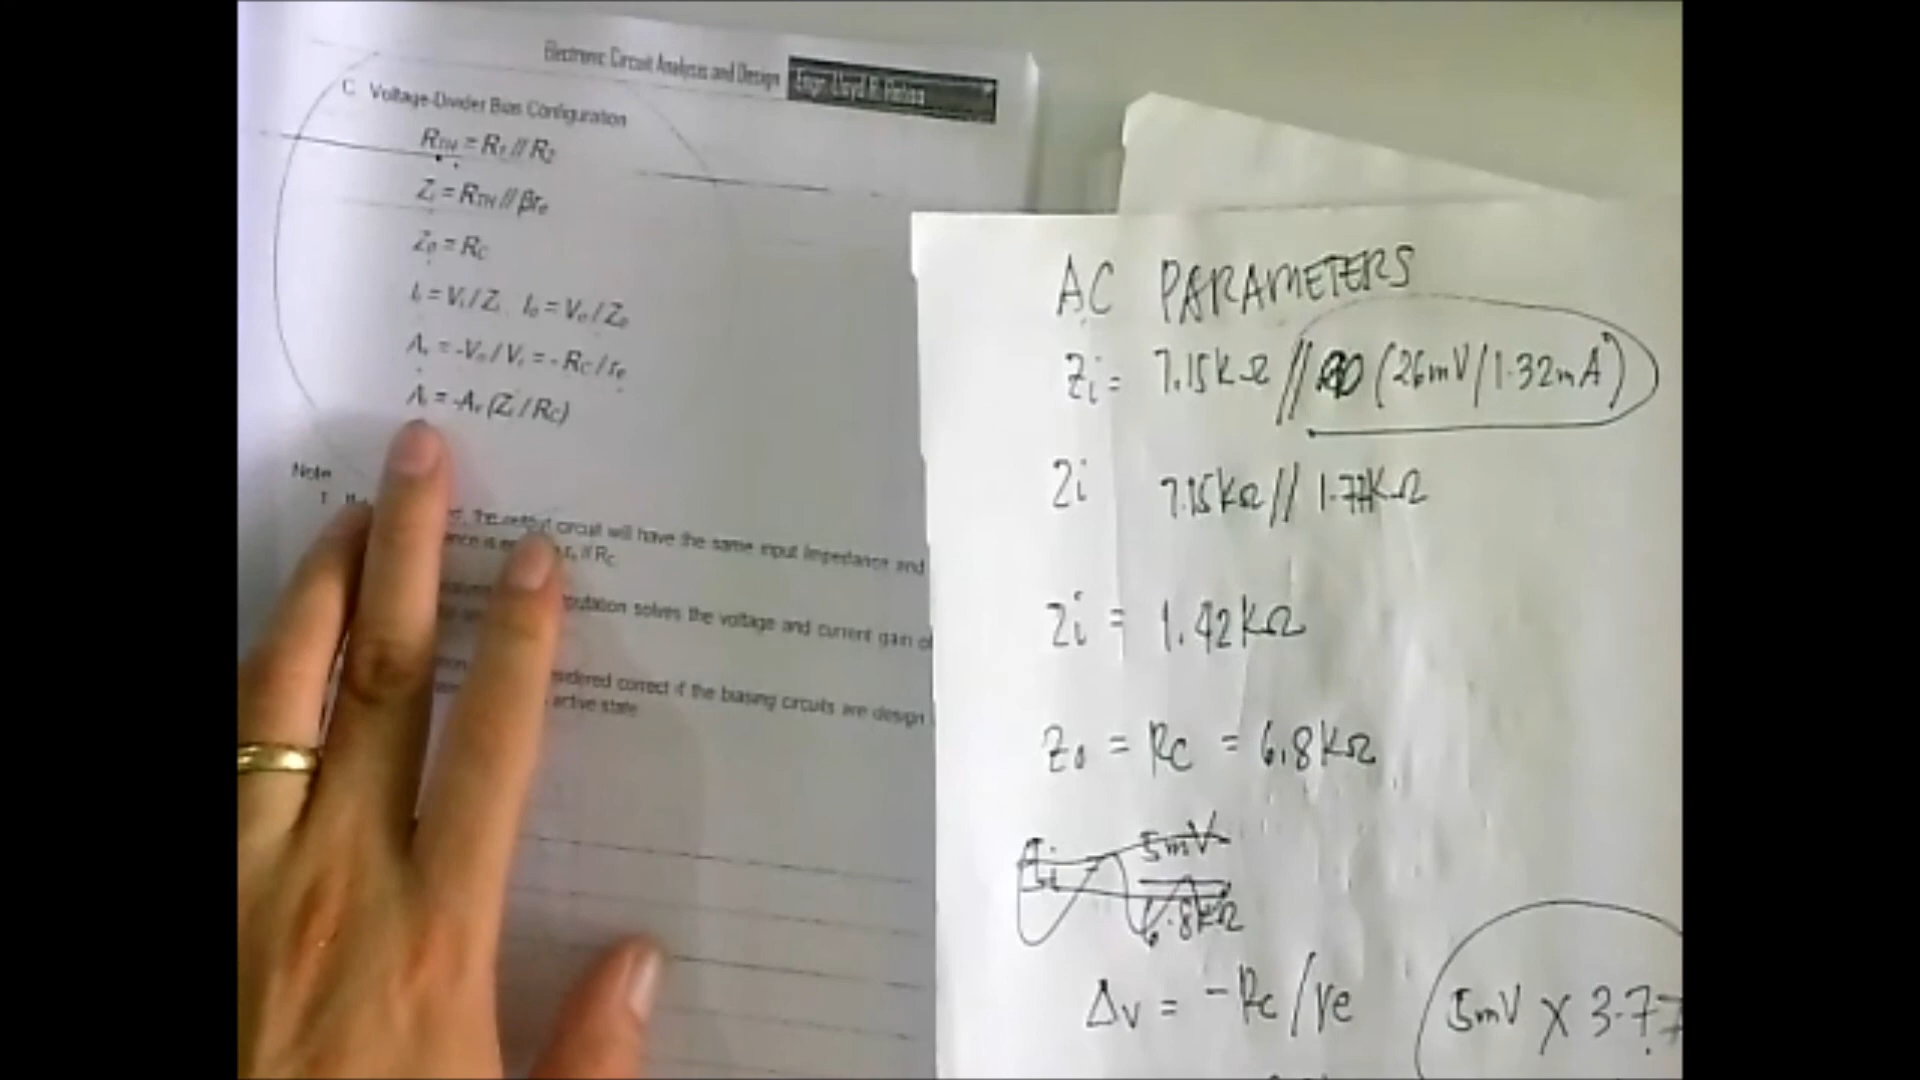 Electronic Circuit Analysis and Design
C. Voltage-Divider Bias Configuration
R_TH = R_1 // R_2
Z_i = R_TH // βr_e
Z_o = R_C
I_i = V_i / Z_i I_o = V_o / Z_o
A_v = -V_o / V_i = - R_C / r_e
A_i = -A_v (Z_i / R_C)
Note
1.
the output circuit will have the same input impedance and
r_o // R_C
solves the voltage and current gain of
correct if the biasing circuits are design
active state
AC PARAMETERS
Zi = 7.15kΩ // (26mV/1.32mA)
Zi 7.15kΩ // 1.77kΩ
Zi = 1.42kΩ
Zo = RC = 6.8kΩ
5mV
6.8kΩ
Δv = -Rc/re
5mV X 3.77